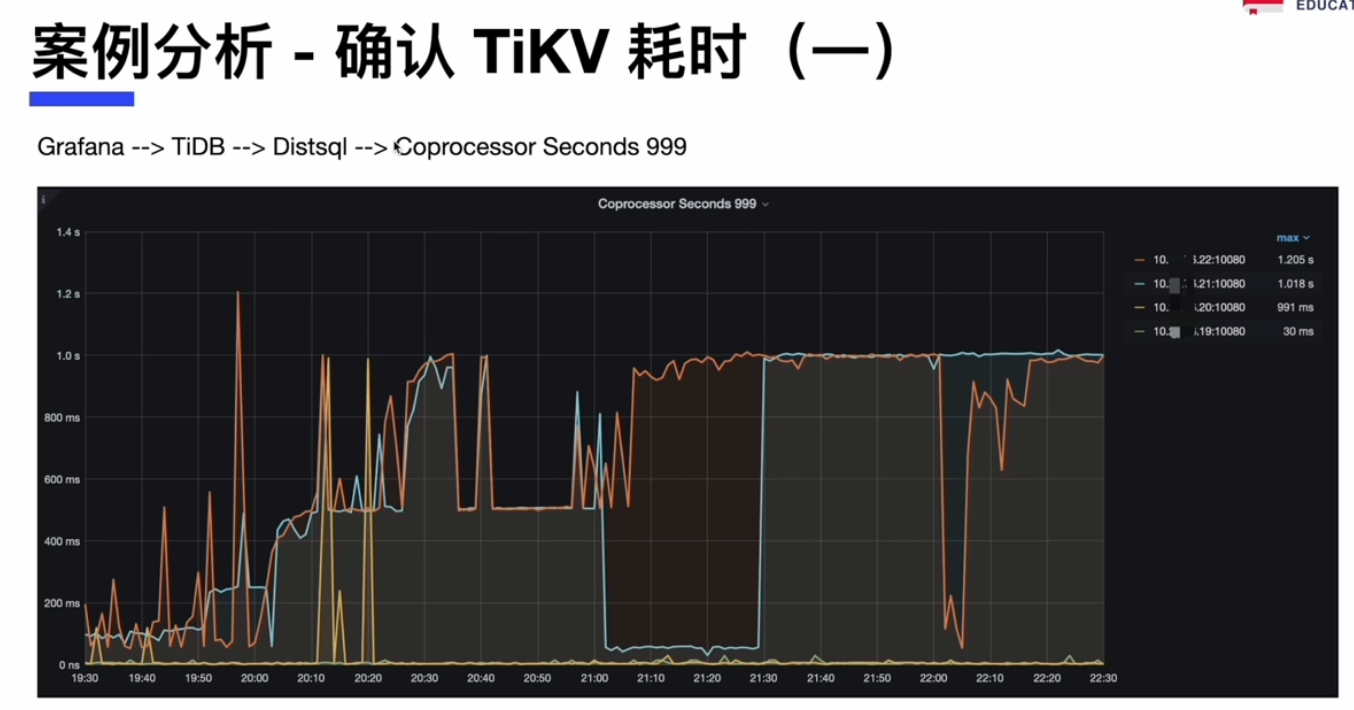 EDUCAT
案例分析 - 确认 TiKV 耗时（一）
Grafana --> TiDB --> Distsql --> Coprocessor Seconds 999
Coprocessor Seconds 999
max
1.4 s
1.2 s
1.0 s
800 ms
600 ms
400 ms
200 ms
0 ns
19:30 19:40 19:50 20:00 20:10 20:20 20:30 20:40 20:50 21:00 21:10 21:20 21:30 21:40 21:50 22:00 22:10 22:20 22:30
10. .22:10080 1.205 s
10. .21:10080 1.018 s
10. .20:10080 991 ms
10. .19:10080 30 ms